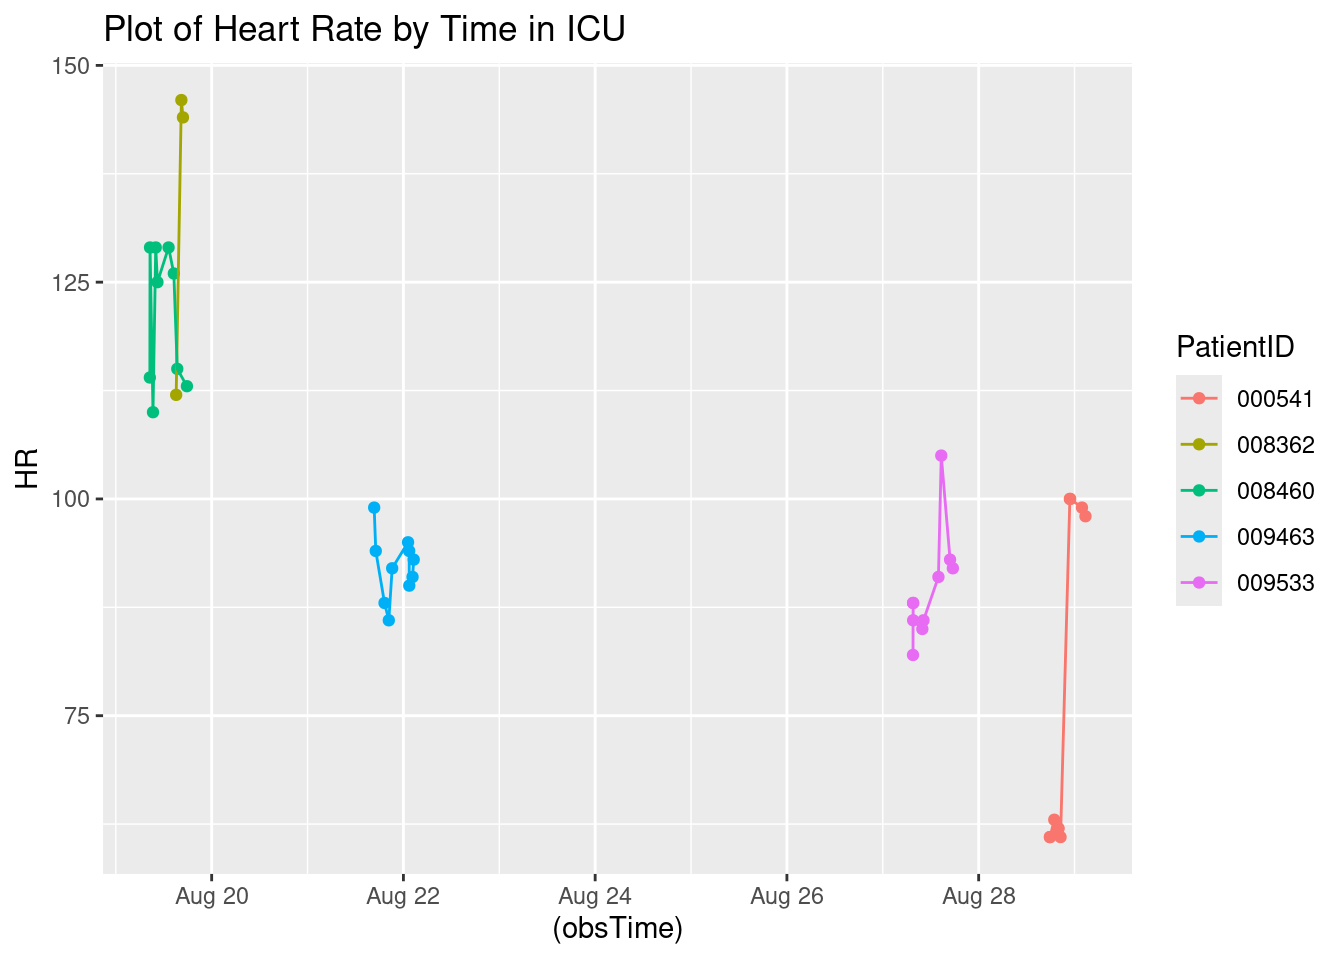 Plot of Heart Rate by Time in ICU
150
125
100
75
HR
Aug 20
Aug 22
Aug 24
Aug 26
Aug 28
(obsTime)
PatientID
000541
008362
008460
009463
009533